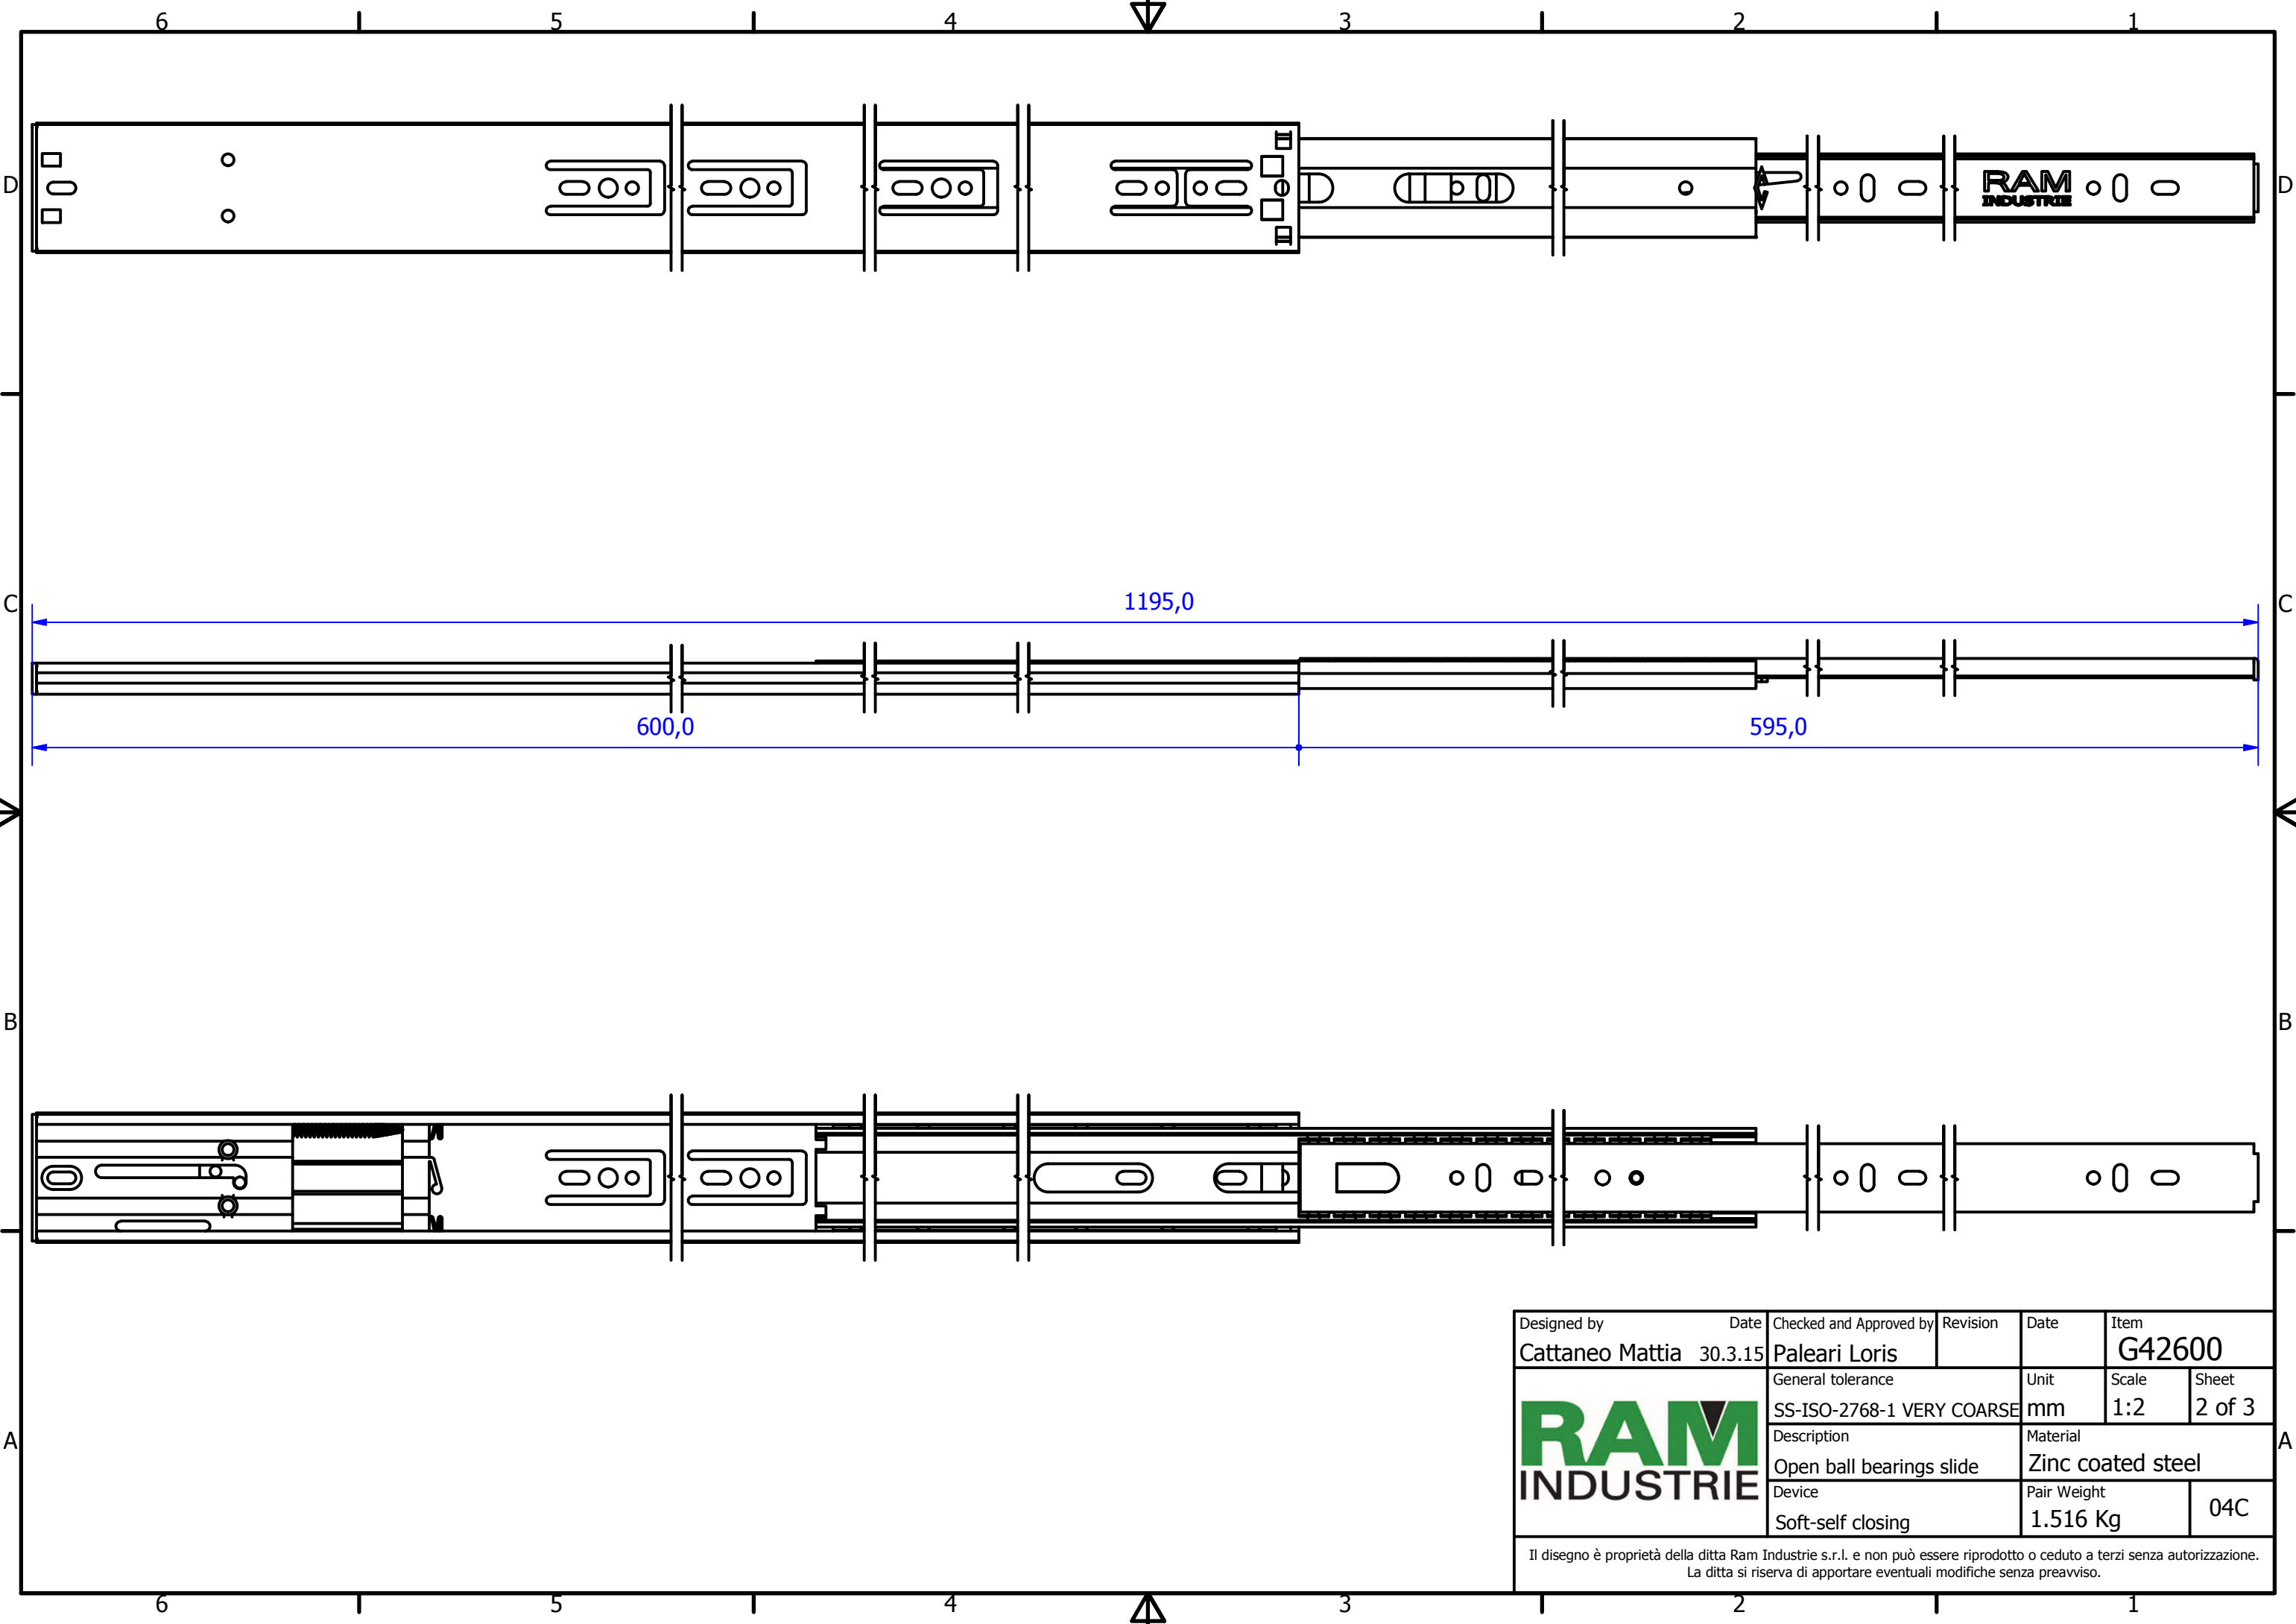 6 5 4 3 2 1
D D
RAM
INDUSTRIE
C C
1195,0
600,0 595,0
B B
A A
Designed by Date Checked and Approved by Revision Date Item
Cattaneo Mattia 30.3.15 Paleari Loris G42600
General tolerance Unit Scale Sheet
SS-ISO-2768-1 VERY COARSE mm 1:2 2 of 3
RAM
INDUSTRIE
Description Material
Open ball bearings slide Zinc coated steel
Device Pair Weight
Soft-self closing 1.516 Kg 04C
Il disegno è proprietà della ditta Ram Industrie s.r.l. e non può essere riprodotto o ceduto a terzi senza autorizzazione.
La ditta si riserva di apportare eventuali modifiche senza preavviso.
6 5 4 3 2 1